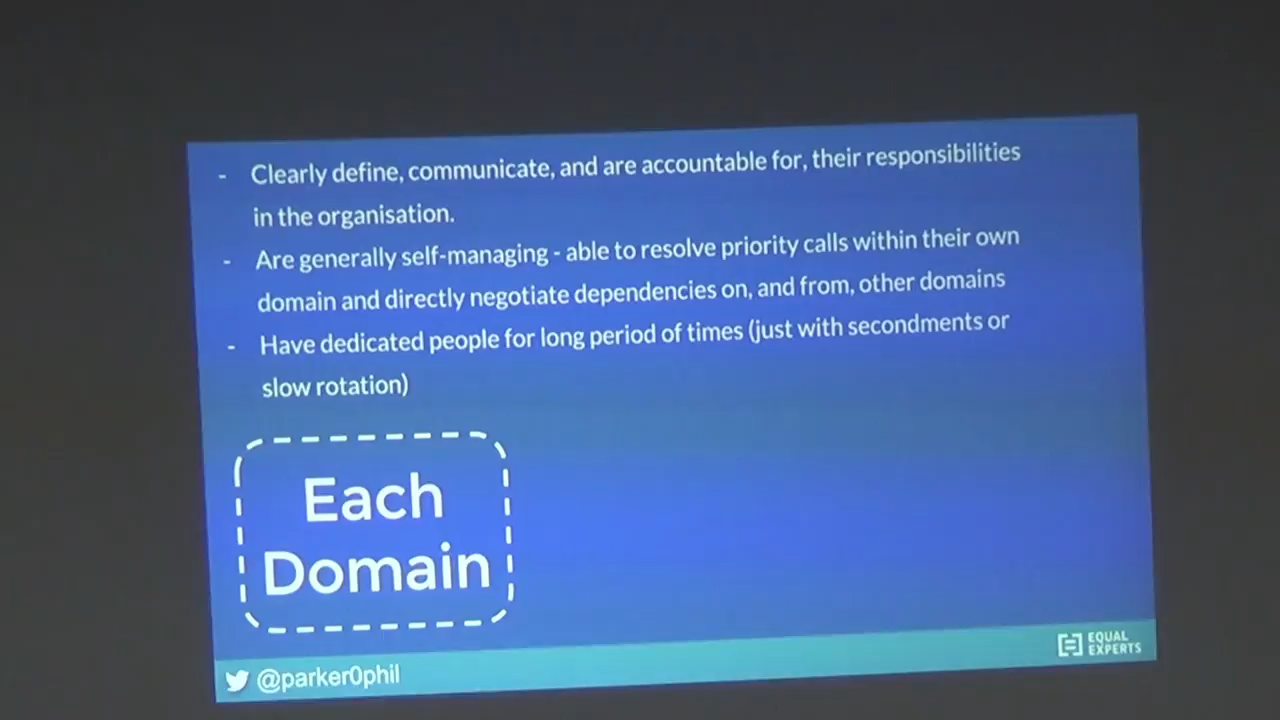 - Clearly define, communicate, and are accountable for, their responsibilities
in the organisation.
- Are generally self-managing - able to resolve priority calls within their own
domain and directly negotiate dependencies on, and from, other domains
- Have dedicated people for long period of times (just with secondments or
slow rotation)
Each
Domain
@parker0phil
EQUAL
EXPERTS